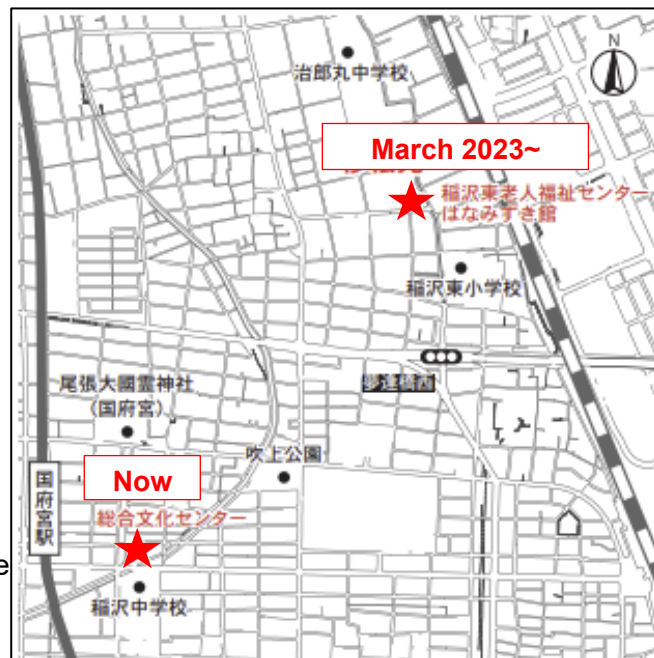 N
治郎丸中学校
March 2023~
稲沢東老人福祉センター
はなみずき館
稲沢東小学校
尾張大國霊神社
(国府宮)
吹上公園
国府宮駅
Now
総合文化センター
稲沢中学校
e